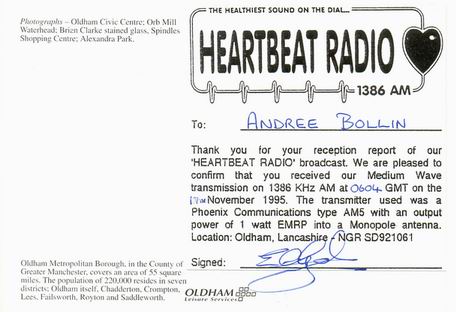 Photographs – Oldham Civic Centre; Orb Mill
Waterhead; Brien Clarke stained glass, Spindles
Shopping Centre; Alexandra Park.
THE HEALTHIEST SOUND ON THE DIAL...
HEARTBEAT RADIO
1386 AM
To: ANDREE BOLLIN
Thank you for your reception report of our
'HEARTBEAT RADIO' broadcast. We are pleased to
confirm that you received our Medium Wave
transmission on 1386 KHz AM at 0604 GMT on the
November 1995. The transmitter used was a
Phoenix Communications type AM5 with an output
power of 1 watt EMRP into a Monopole antenna.
Location: Oldham, Lancashire - NGR SD921061
Signed:
Oldham Metropolitan Borough, in the County of
Greater Manchester, covers an area of 55 square
miles. The population of 220,000 resides in seven
districts; Oldham itself, Chadderton, Crompton,
Lees, Failsworth, Royton and Saddleworth.
OLDHAM
Leisure Services